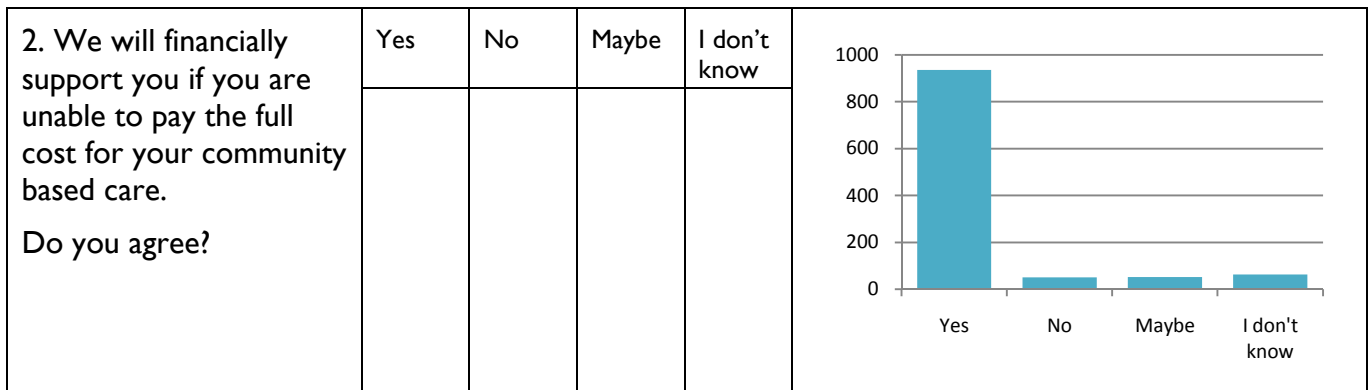 2. We will financially
support you if you are
unable to pay the full
cost for your community
based care.
Do you agree?
Yes
No
Maybe
I don’t
know
1000
800
600
400
200
0
Yes
No
Maybe
I don't
know